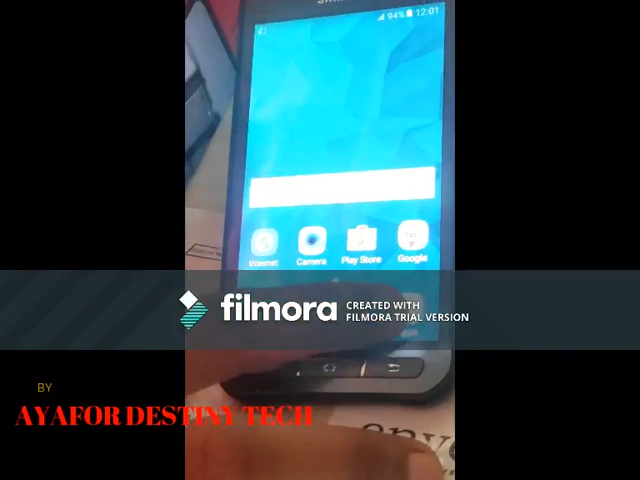 94% 12:01
Internet Camera Play Store Google
filmora CREATED WITH
FILMORA TRIAL VERSION
BY
AYAFOR DESTINY TECH